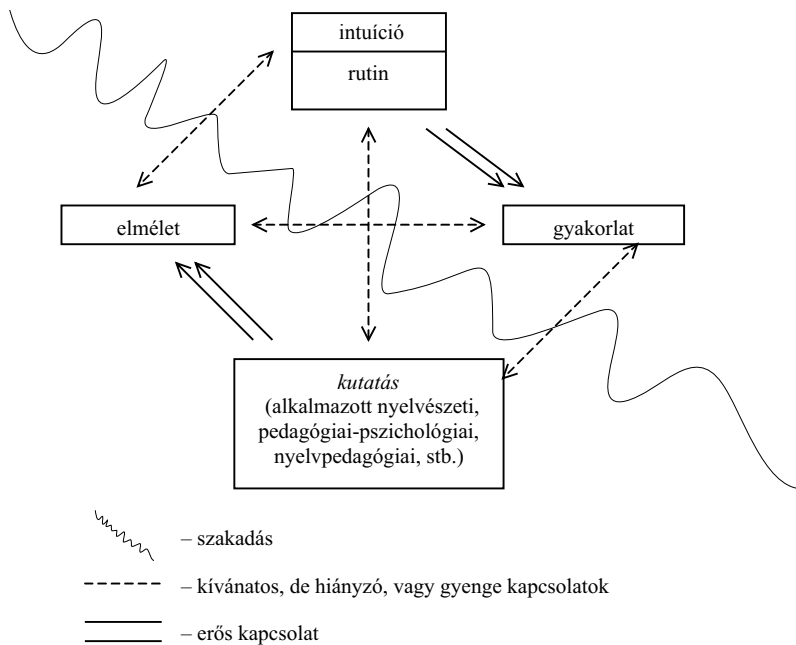 intuíció
rutin
elmélet
gyakorlat
kutatás
(alkalmazott nyelvészeti,
pedagógiai-pszichológiai,
nyelvpedagógiai, stb.)
– szakadás
– kívánatos, de hiányzó, vagy gyenge kapcsolatok
– erős kapcsolat